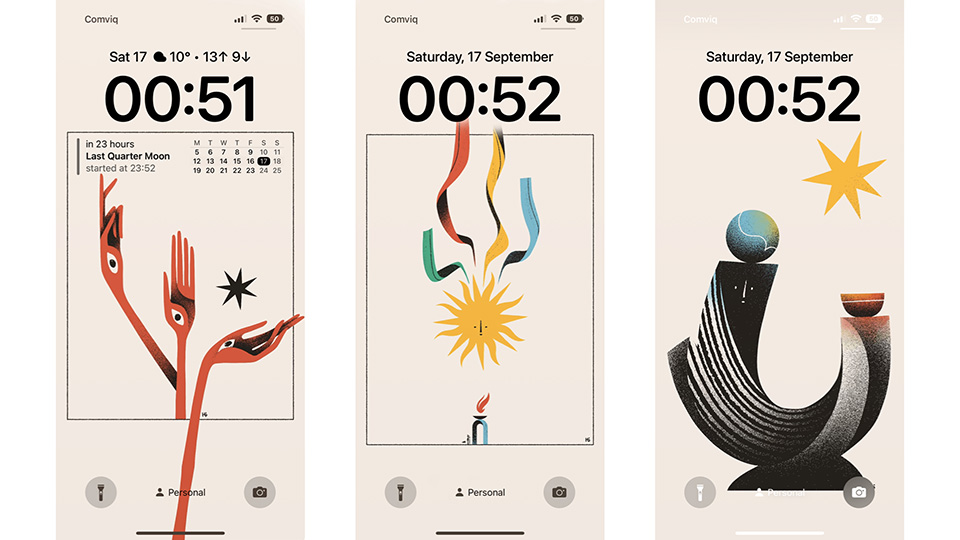 Comviq
50
Sat 17 10° • 13↑ 9↓
00:51
in 23 hours
Last Quarter Moon
started at 23:52
M T W T F S S
5 6 7 8 9 10 11
12 13 14 15 16 17 18
19 20 21 22 23 24 25
Personal
Comviq
50
Saturday, 17 September
00:52
Personal
Comviq
50
Saturday, 17 September
00:52
Personal